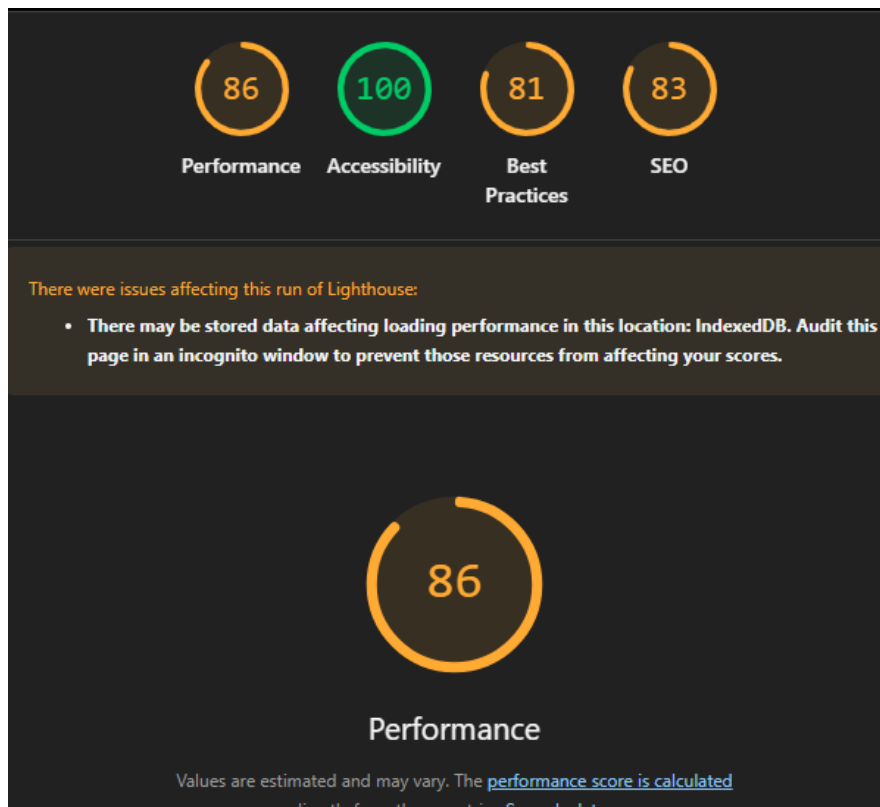 86
100
81
83
Performance
Accessibility
Best
Practices
SEO
There were issues affecting this run of Lighthouse:
• There may be stored data affecting loading performance in this location: IndexedDB. Audit this
page in an incognito window to prevent those resources from affecting your scores.
86
Performance
Values are estimated and may vary. The performance score is calculated